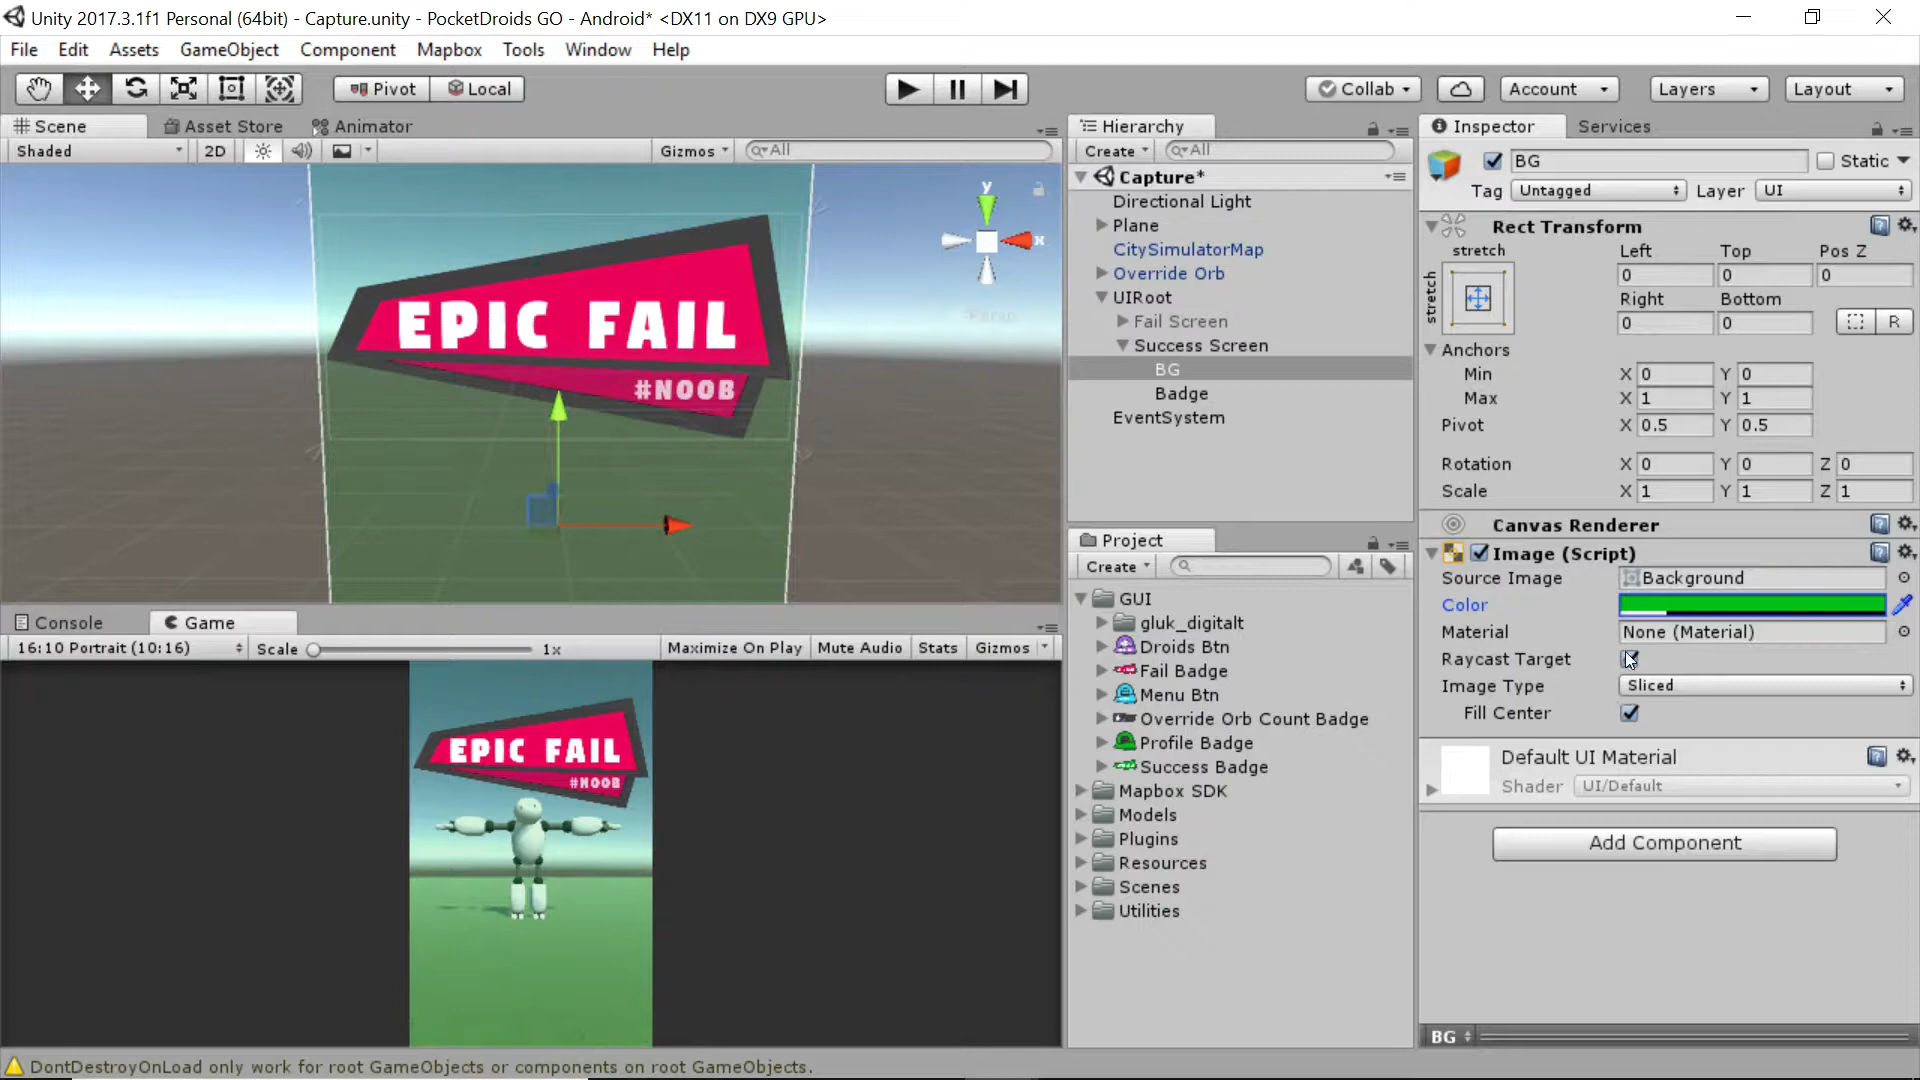 Unity 2017.3.1f1 Personal (64bit) - Capture.unity - PocketDroids GO - Android* <DX11 on DX9 GPU>
File Edit Assets GameObject Component Mapbox Tools Window Help
Pivot Local Collab Account Layers Layout
Scene Asset Store Animator
Shaded 2D Gizmos All
y
x
Persp
EPIC FAIL
#NOOB
Console Game
16:10 Portrait (10:16) Scale 1x Maximize On Play Mute Audio Stats Gizmos
EPIC FAIL
#NOOB
Hierarchy
Create All
Capture*
Directional Light
Plane
CitySimulatorMap
Override Orb
UIRoot
Fail Screen
Success Screen
BG
Badge
EventSystem
Project
Create
GUI
gluk_digitalt
Droids Btn
Fail Badge
Menu Btn
Override Orb Count Badge
Profile Badge
Success Badge
Mapbox SDK
Models
Plugins
Resources
Scenes
Utilities
Inspector Services
BG Static
Tag Untagged Layer UI
Rect Transform
stretch Left Top Pos Z
stretch
0 0 0
Right Bottom
0 0 R
Anchors
Min X 0 Y 0
Max X 1 Y 1
Pivot X 0.5 Y 0.5
Rotation X 0 Y 0 Z 0
Scale X 1 Y 1 Z 1
Canvas Renderer
Image (Script)
Source Image Background
Color
Material None (Material)
Raycast Target
Image Type Sliced
Fill Center
Default UI Material
Shader UI/Default
Add Component
BG
DontDestroyOnLoad only work for root GameObjects or components on root GameObjects.